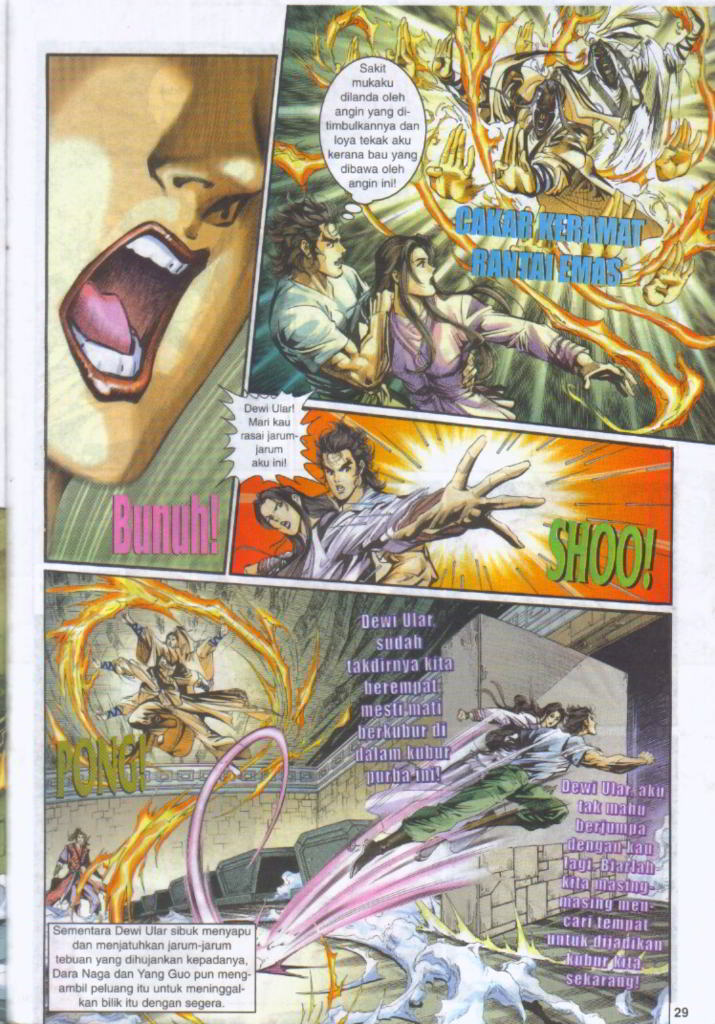 Bunuh!
Sakit
mukaku
dilanda oleh
angin yang di-
timbulkannya dan
loya tekak aku
kerana bau yang
dibawa oleh
angin ini!
CAKAR KERAMAT
RANTAI EMAS
Dewi Ular!
Mari kau
rasai jarum-
jarum
aku ini!
SHOO!
PONG!
Dewi Ular,
sudah
takdirnya kita
berempat
mesti mati
berkubur di
dalam kubur
purba ini!
Dewi Ular, aku
tak mahu
berjumpa
dengan kau
lagi. Biarlah
kita masing-
masing men-
cari tempat
untuk dijadikan
kubur kita
sekarang!
Sementara Dewi Ular sibuk menyapu
dan menjatuhkan jarum-jarum
tebuan yang dihujankan kepadanya,
Dara Naga dan Yang Guo pun meng-
ambil peluang itu untuk meninggal-
kan bilik itu dengan segera.
29